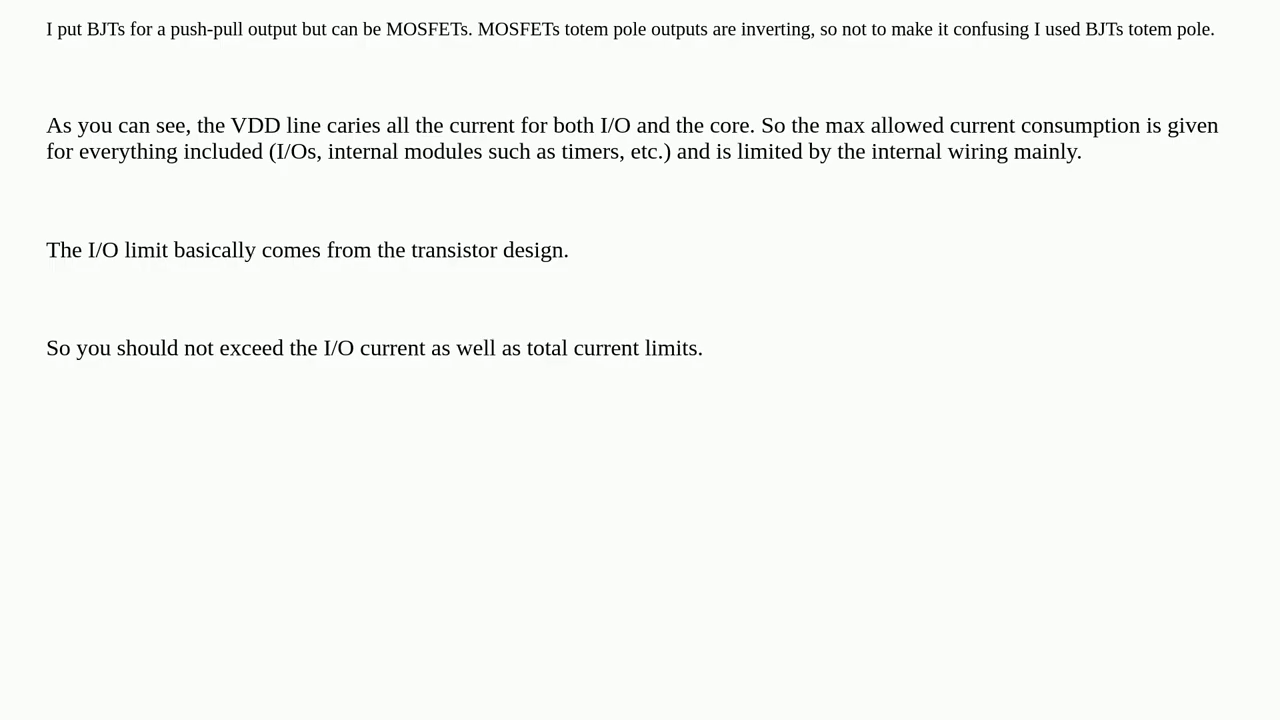 I put BJTs for a push-pull output but can be MOSFETs. MOSFETs totem pole outputs are inverting, so not to make it confusing I used BJTs totem pole.
As you can see, the VDD line caries all the current for both I/O and the core. So the max allowed current consumption is given
for everything included (I/Os, internal modules such as timers, etc.) and is limited by the internal wiring mainly.
The I/O limit basically comes from the transistor design.
So you should not exceed the I/O current as well as total current limits.